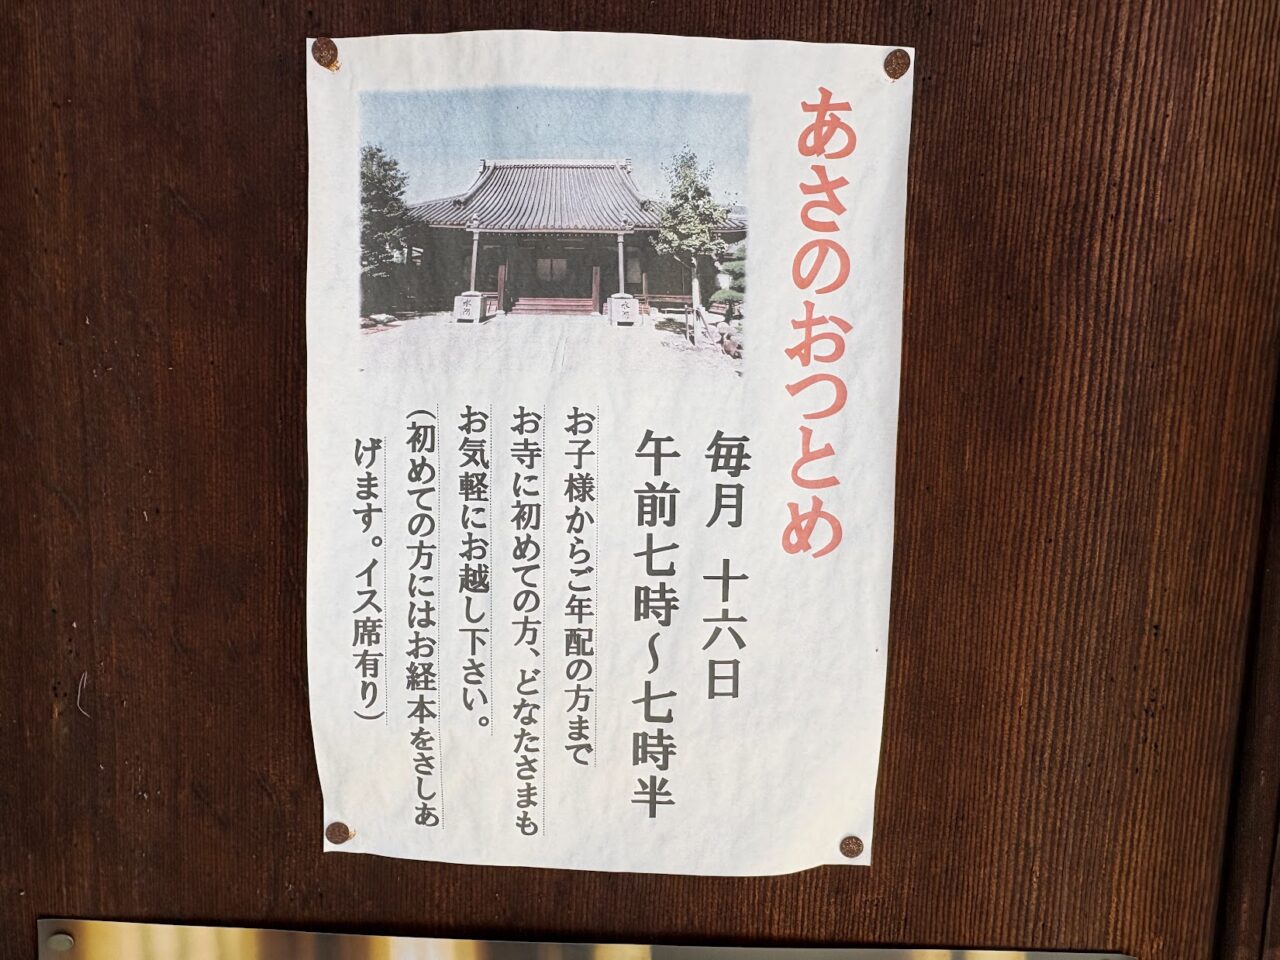 あさのおつとめ
毎月 十六日
午前七時～七時半
お子様からご年配の方まで
お寺に初めての方、どなたさまも
お気軽にお越し下さい。
（初めての方にはお経本をさしあ
げます。イス席有り）